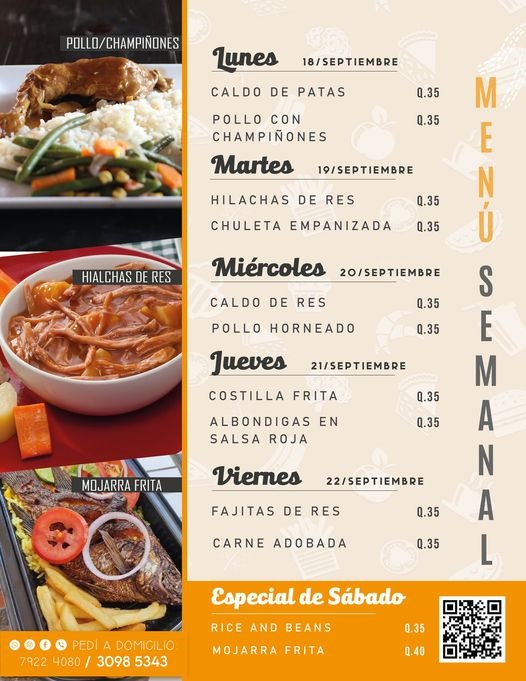 POLLO/CHAMPIÑONES
HIALCHAS DE RES
MOJARRA FRITA
PEDÍ A DOMICILIO:
7922 4080 / 3098 5343
Lunes 18/SEPTIEMBRE
CALDO DE PATAS Q.35
POLLO CON Q.35
CHAMPIÑONES
Martes 19/SEPTIEMBRE
HILACHAS DE RES Q.35
CHULETA EMPANIZADA Q.35
Miércoles 20/SEPTIEMBRE
CALDO DE RES Q.35
POLLO HORNEADO Q.35
Jueves 21/SEPTIEMBRE
COSTILLA FRITA Q.35
ALBONDIGAS EN Q.35
SALSA ROJA
Viernes 22/SEPTIEMBRE
FAJITAS DE RES Q.35
CARNE ADOBADA Q.35
Especial de Sábado
RICE AND BEANS Q.35
MOJARRA FRITA Q.40
MENÚ SEMANAL